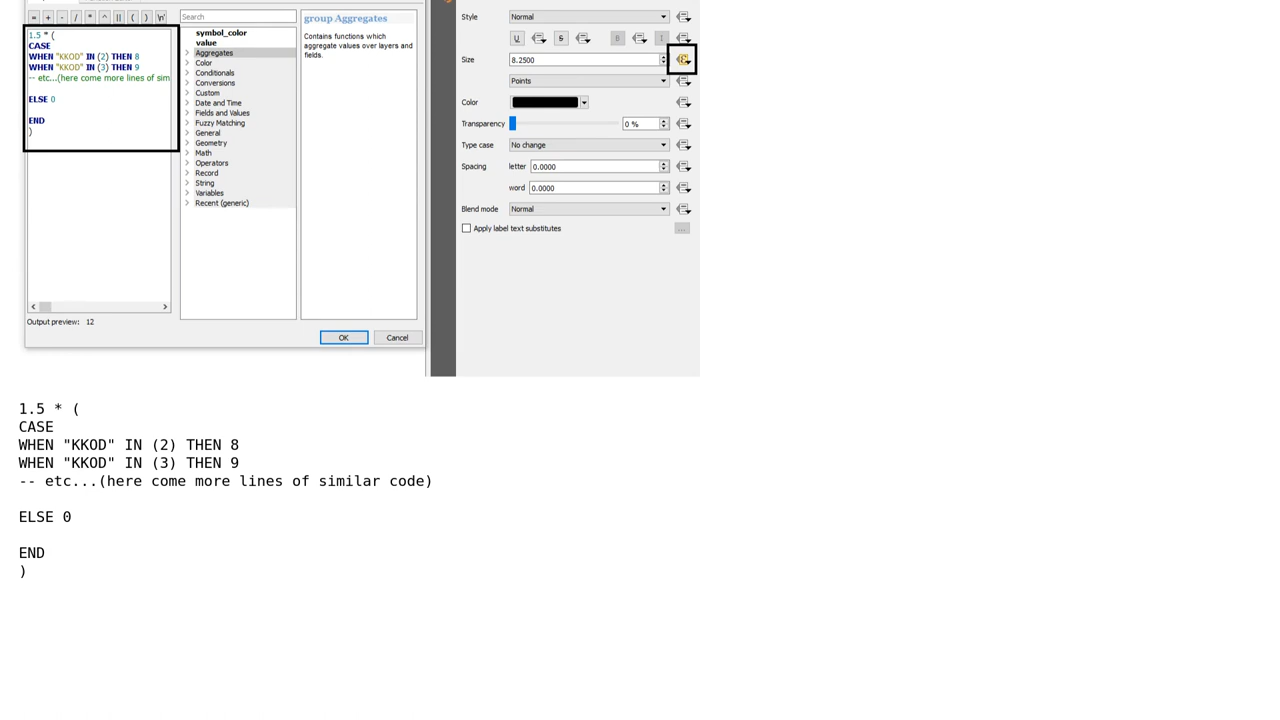 = + - / * ^ || ( ) '\n'
1.5 * (
CASE
WHEN "KKOD" IN (2) THEN 8
WHEN "KKOD" IN (3) THEN 9
-- etc...(here come more lines of sim
ELSE 0
END
)
Output preview: 12
Search
symbol_color
value
Aggregates
Color
Conditionals
Conversions
Custom
Date and Time
Fields and Values
Fuzzy Matching
General
Geometry
Math
Operators
Record
String
Variables
Recent (generic)
group Aggregates
Contains functions which
aggregate values over layers and
fields.
OK Cancel
Style Normal
U S B I
Size 8.2500
Points
Color
Transparency 0 %
Type case No change
Spacing letter 0.0000
word 0.0000
Blend mode Normal
Apply label text substitutes ...
1.5 * (
CASE
WHEN "KKOD" IN (2) THEN 8
WHEN "KKOD" IN (3) THEN 9
-- etc...(here come more lines of similar code)
ELSE 0
END
)